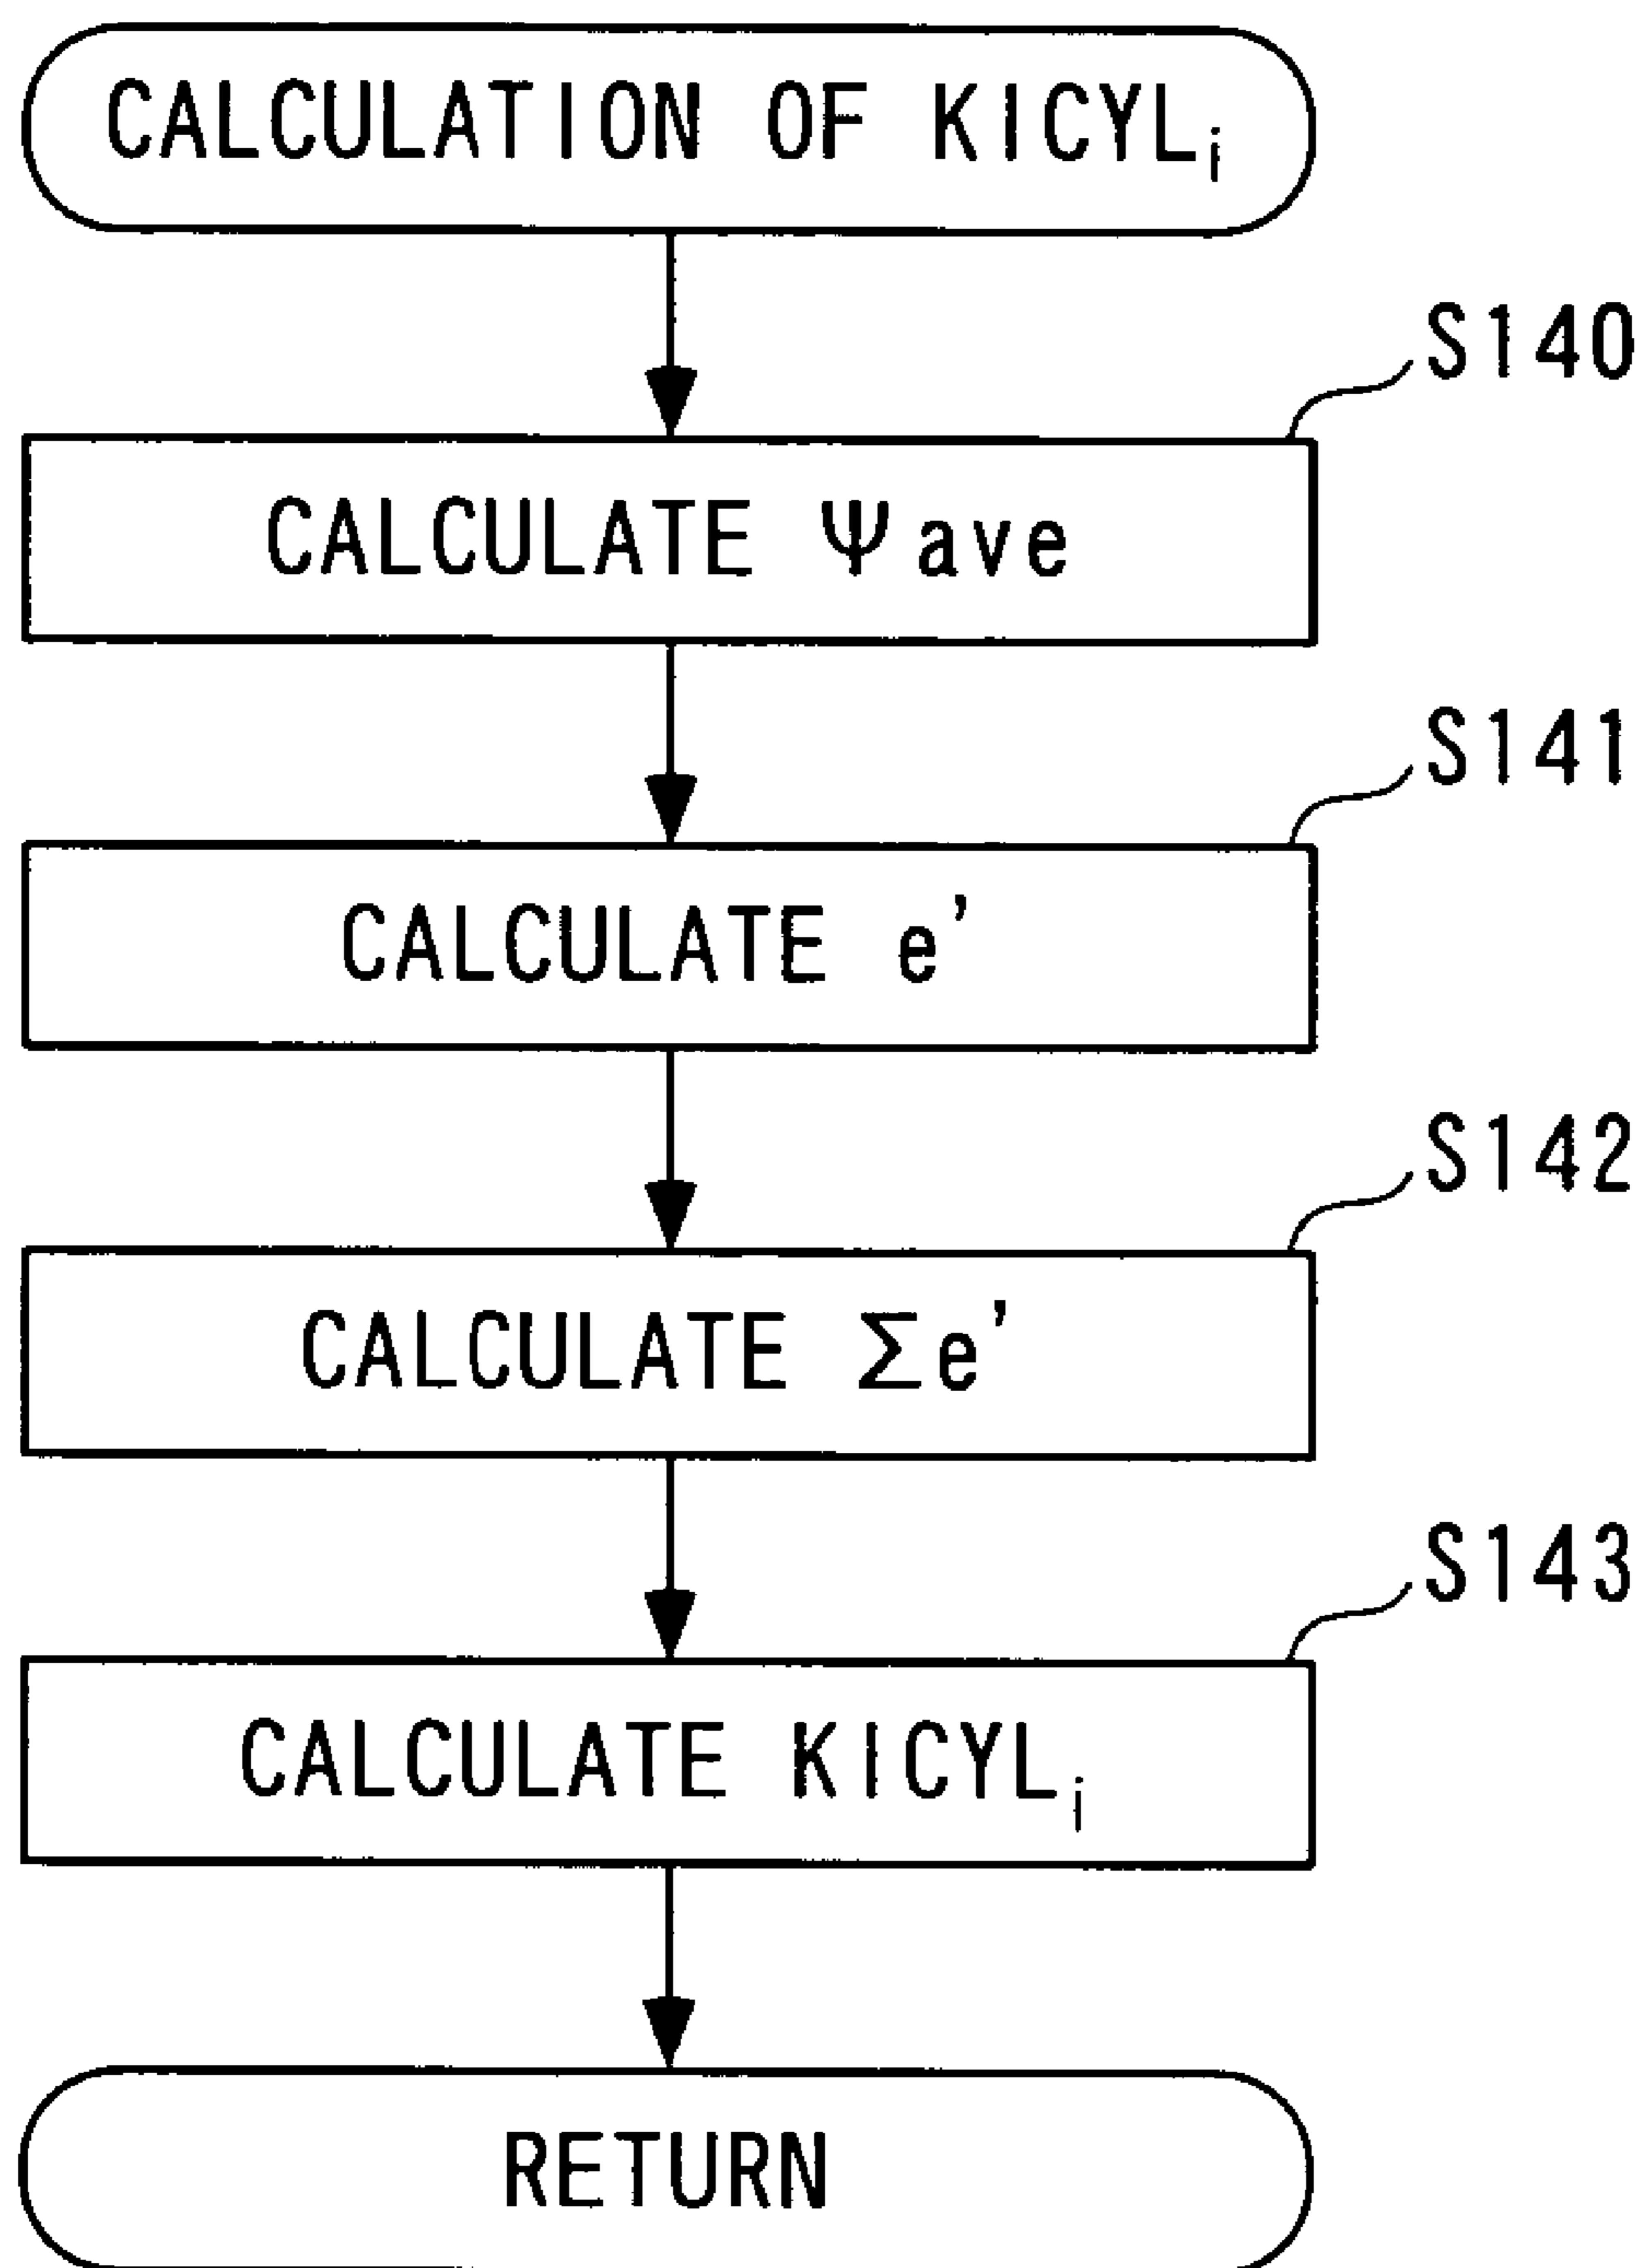 CALCULATION OF KICYLᵢ
S140
CALCULATE Ψave
S141
CALCULATE e'
S142
CALCULATE Σe'
S143
CALCULATE KICYLᵢ
RETURN